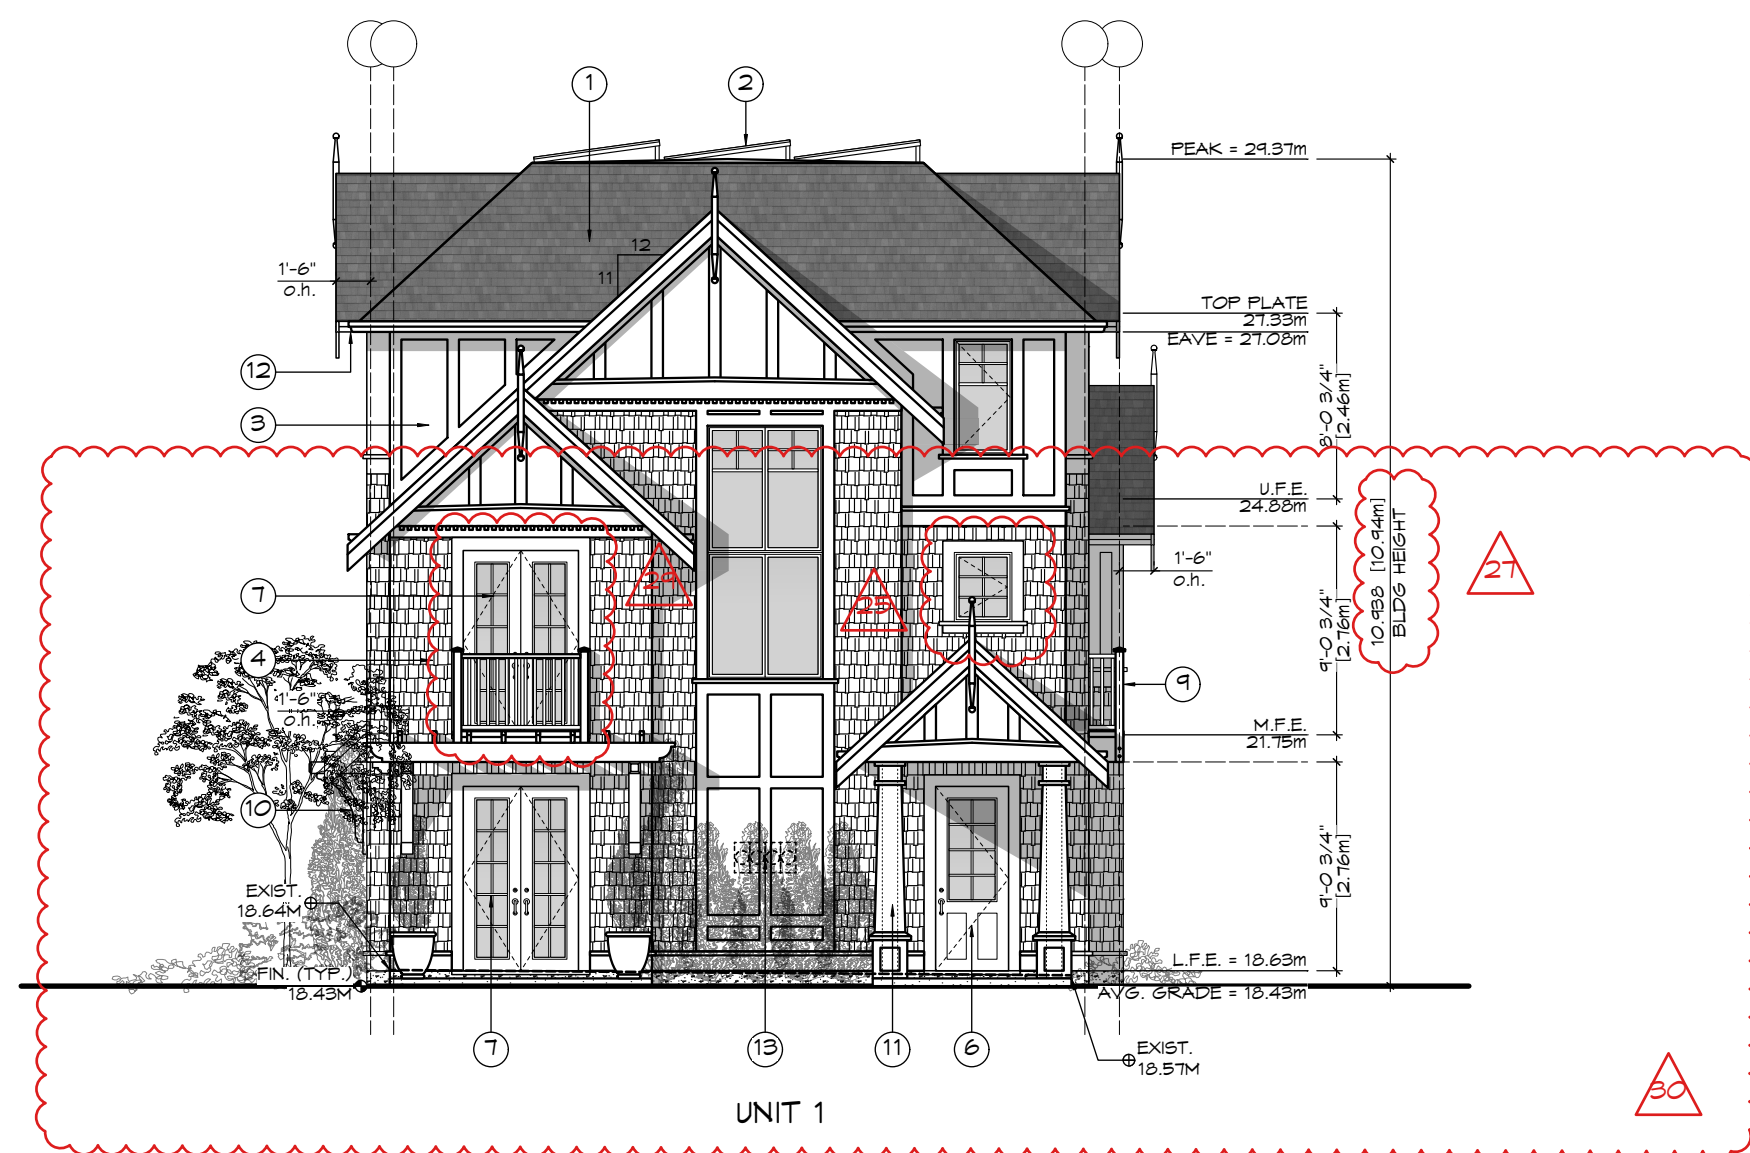 1
2
PEAK = 29.37m
12
11
1'-6"
o.h.
TOP PLATE
27.33m
EAVE = 27.08m
12
3
8'-0 3/4"
[2.46m]
U.F.E.
24.88m
10.938 [10.94m]
BLDG HEIGHT
27
1'-6"
o.h.
7
29
25
9'-0 3/4"
[2.76m]
4
9
1'-6"
o.h.
M.F.E.
21.75m
10
9'-0 3/4"
[2.76m]
EXIST.
18.64M
L.F.E. = 18.63m
FIN. (TYP.)
18.43M
AVG. GRADE = 18.43m
7
13
11
6
EXIST.
18.57M
30
UNIT 1